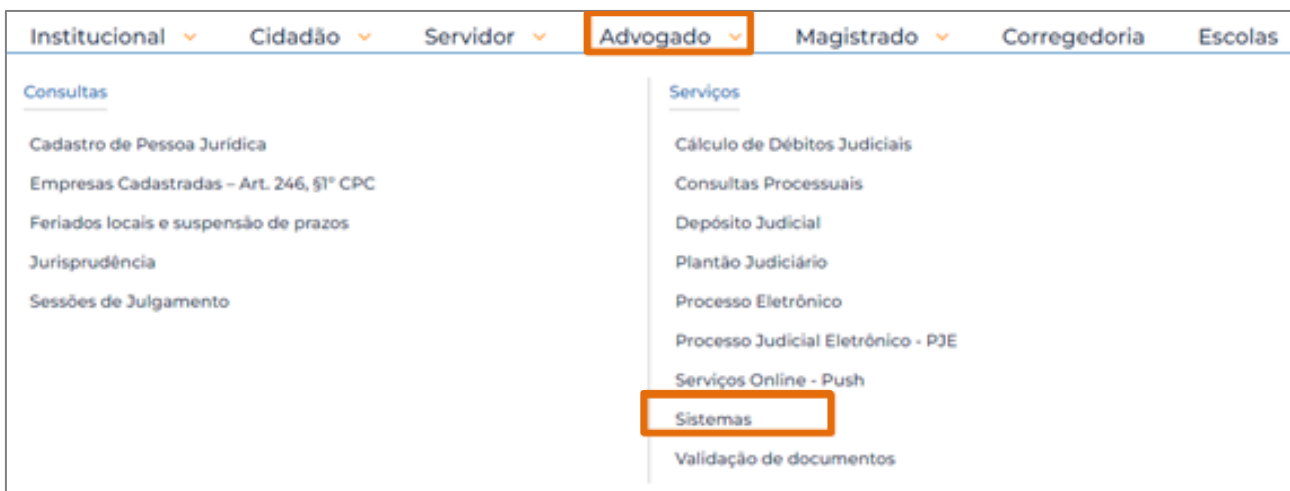 Institucional Cidadão Servidor Advogado Magistrado Corregedoria Escolas
Consultas
Cadastro de Pessoa Jurídica
Empresas Cadastradas – Art. 246, §1º CPC
Feriados locais e suspensão de prazos
Jurisprudência
Sessões de Julgamento
Serviços
Cálculo de Débitos Judiciais
Consultas Processuais
Depósito Judicial
Plantão Judiciário
Processo Eletrônico
Processo Judicial Eletrônico - PJE
Serviços Online - Push
Sistemas
Validação de documentos